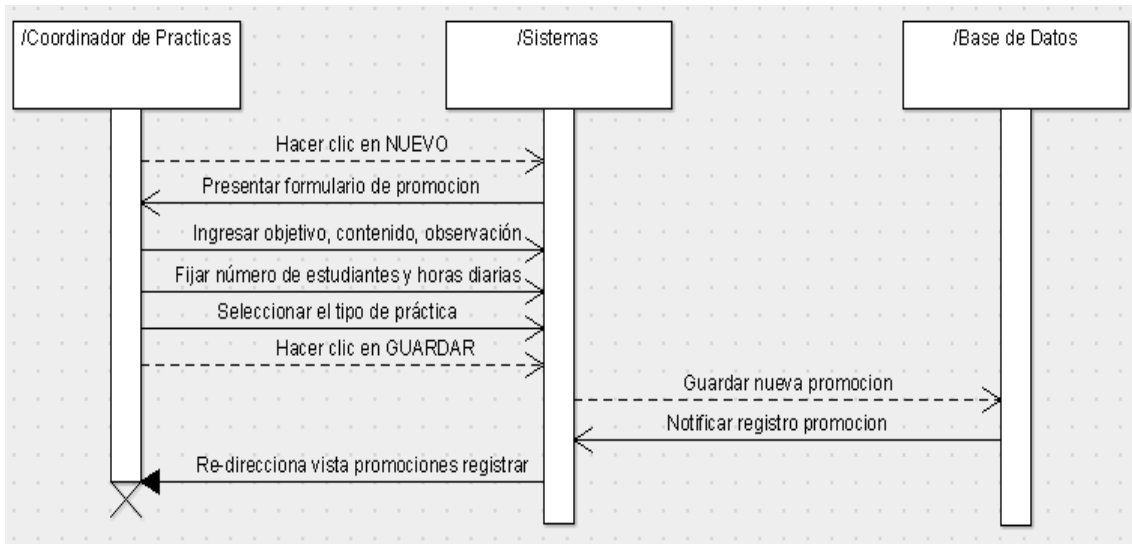 /Coordinador de Practicas
/Sistemas
/Base de Datos
Hacer clic en NUEVO
Presentar formulario de promocion
Ingresar objetivo, contenido, observación
Fijar número de estudiantes y horas diarias
Seleccionar el tipo de práctica
Hacer clic en GUARDAR
Guardar nueva promocion
Notificar registro promocion
Re-direcciona vista promociones registrar